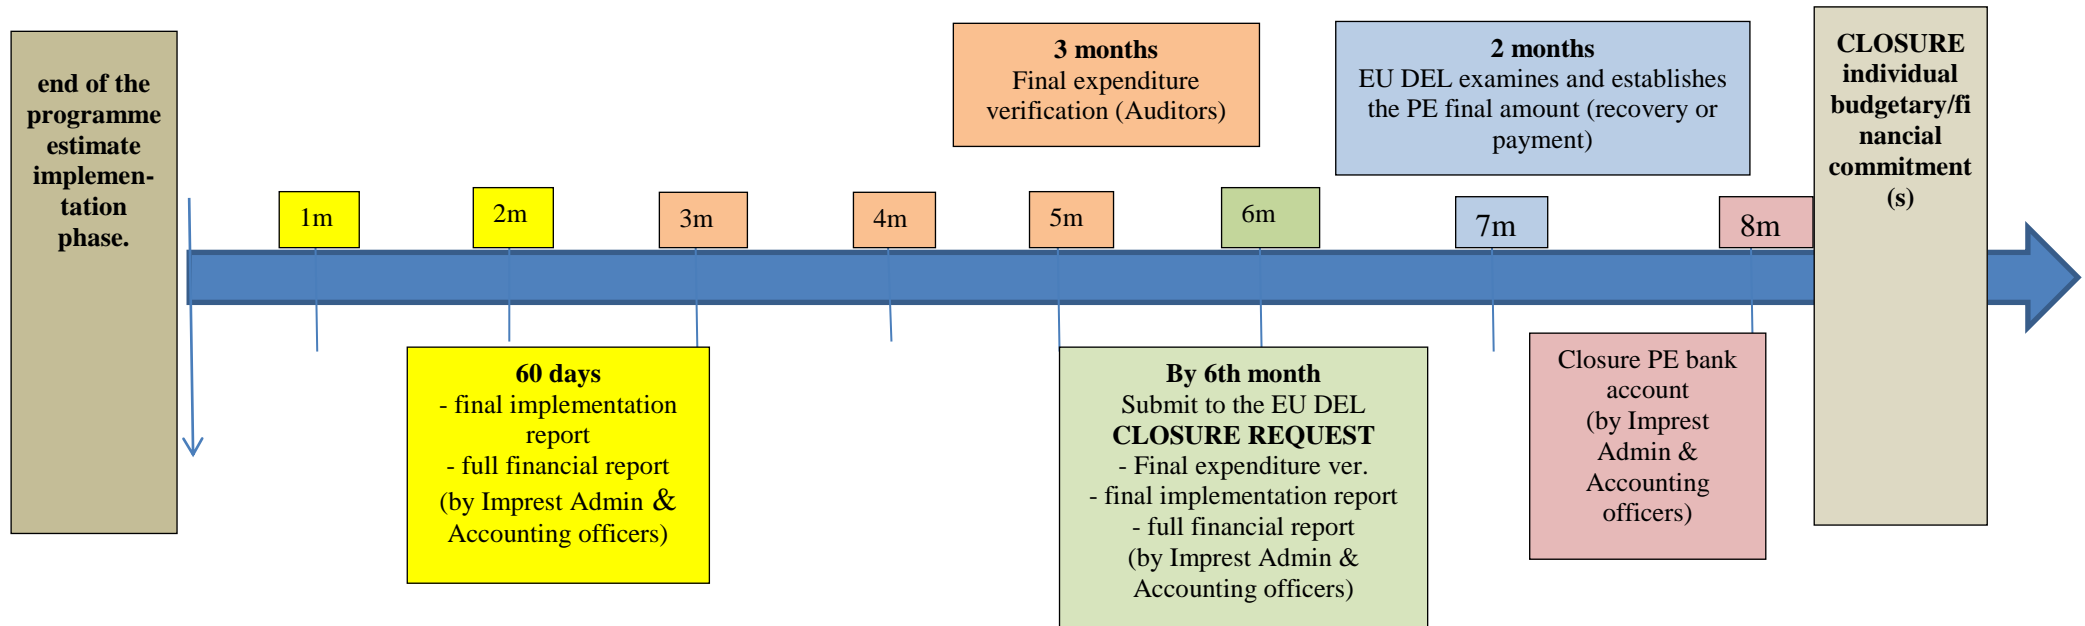 end of the
programme
estimate
implemen-
tation
phase.
3 months
Final expenditure
verification (Auditors)
2 months
EU DEL examines and establishes
the PE final amount (recovery or
payment)
CLOSURE
individual
budgetary/fi
nancial
commitment
(s)
1m
2m
3m
4m
5m
6m
7m
8m
60 days
- final implementation
report
- full financial report
(by Imprest Admin &
Accounting officers)
By 6th month
Submit to the EU DEL
CLOSURE REQUEST
- Final expenditure ver.
- final implementation report
- full financial report
(by Imprest Admin &
Accounting officers)
Closure PE bank
account
(by Imprest
Admin &
Accounting
officers)